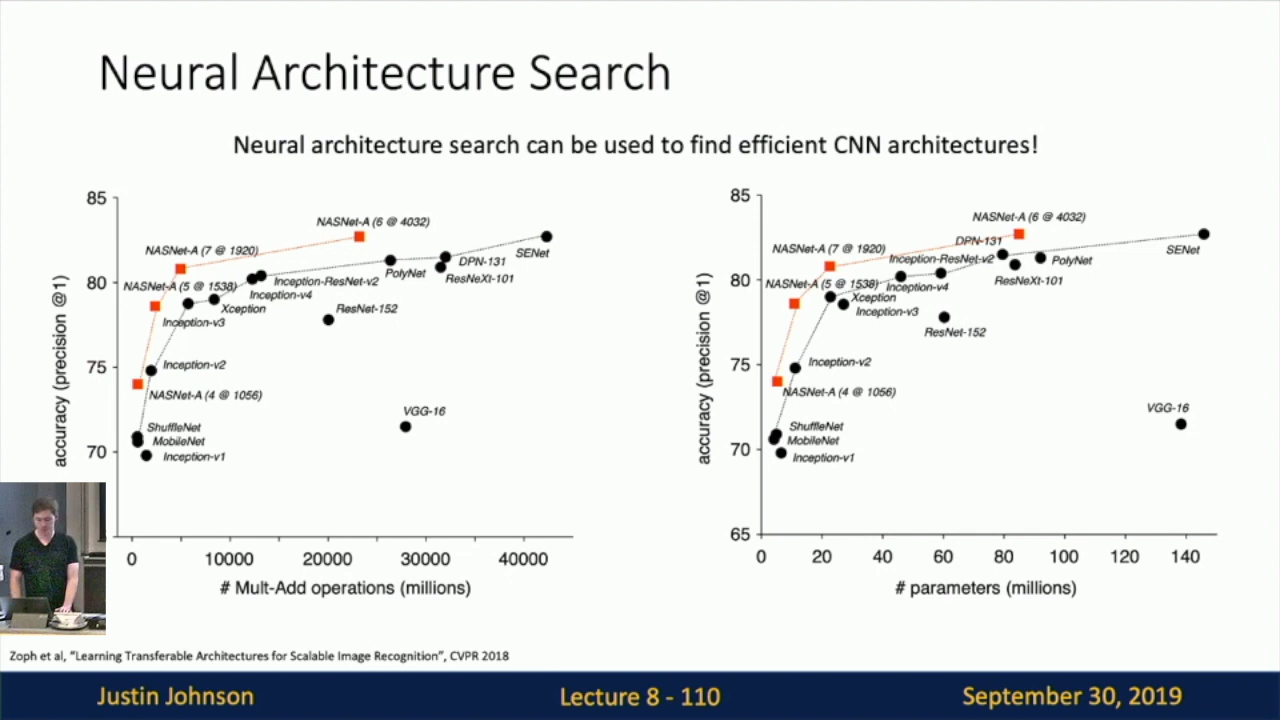 Neural Architecture Search
Neural architecture search can be used to find efficient CNN architectures!
85
80
75
70
accuracy (precision @1)
NASNet-A (6 @ 4032)
NASNet-A (7 @ 1920)
SENet
DPN-131
PolyNet
NASNet-A (5 @ 1538)
Inception-ResNet-v2
ResNeXt-101
Inception-v4
Xception
ResNet-152
Inception-v3
Inception-v2
NASNet-A (4 @ 1056)
VGG-16
ShuffleNet
MobileNet
Inception-v1
0 10000 20000 30000 40000
# Mult-Add operations (millions)
85
80
75
70
65
accuracy (precision @1)
NASNet-A (6 @ 4032)
DPN-131
NASNet-A (7 @ 1920)
SENet
Inception-ResNet-v2
PolyNet
NASNet-A (5 @ 1538)
Inception-v4
ResNeXt-101
Xception
Inception-v3
ResNet-152
Inception-v2
NASNet-A (4 @ 1056)
VGG-16
ShuffleNet
MobileNet
Inception-v1
0 20 40 60 80 100 120 140
# parameters (millions)
Zoph et al, “Learning Transferable Architectures for Scalable Image Recognition”, CVPR 2018
Justin Johnson
Lecture 8 - 110
September 30, 2019